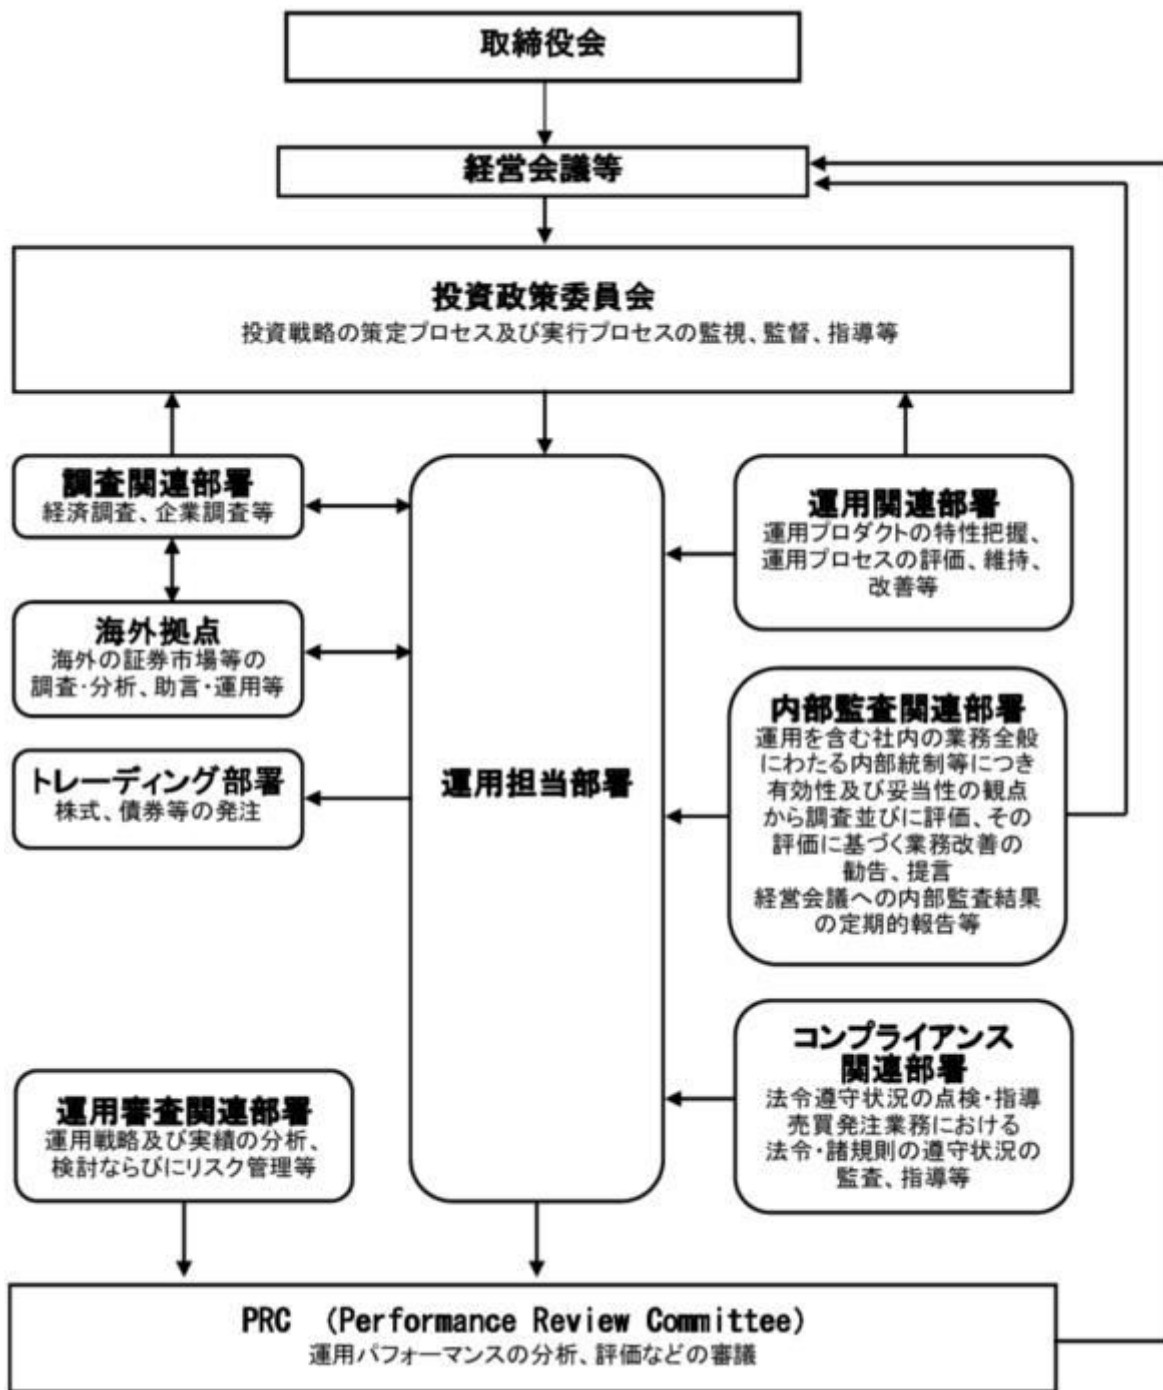 取締役会
経営会議等
投資政策委員会
投資戦略の策定プロセス及び実行プロセスの監視、監督、指導等
調査関連部署
経済調査、企業調査等
海外拠点
海外の証券市場等の
調査・分析、助言・運用等
トレーディング部署
株式、債券等の発注
運用審査関連部署
運用戦略及び実績の分析、
検討ならびにリスク管理等
運用担当部署
運用関連部署
運用プロダクトの特性把握、
運用プロセスの評価、維持、
改善等
内部監査関連部署
運用を含む社内の業務全般
にわたる内部統制等につき
有効性及び妥当性の観点
から調査並びに評価、その
評価に基づく業務改善の
勧告、提言
経営会議への内部監査結果
の定期的報告等
コンプライアンス
関連部署
法令遵守状況の点検・指導
売買発注業務における
法令・諸規則の遵守状況の
監査、指導等
PRC （Performance Review Committee）
運用パフォーマンスの分析、評価などの審議